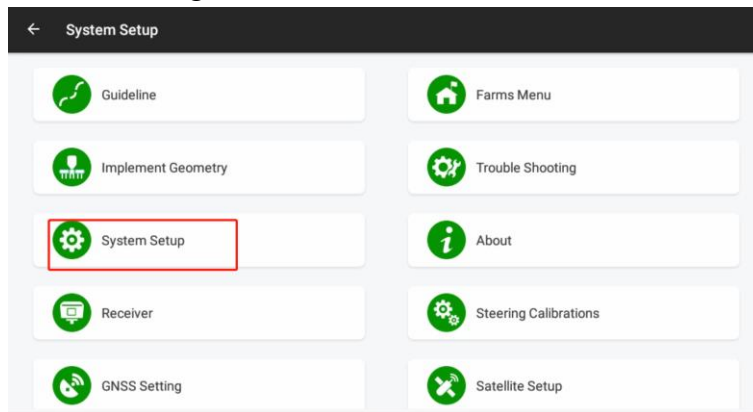 System Setup
Guideline
Farms Menu
Implement Geometry
Trouble Shooting
System Setup
About
Receiver
Steering Calibrations
GNSS Setting
Satellite Setup